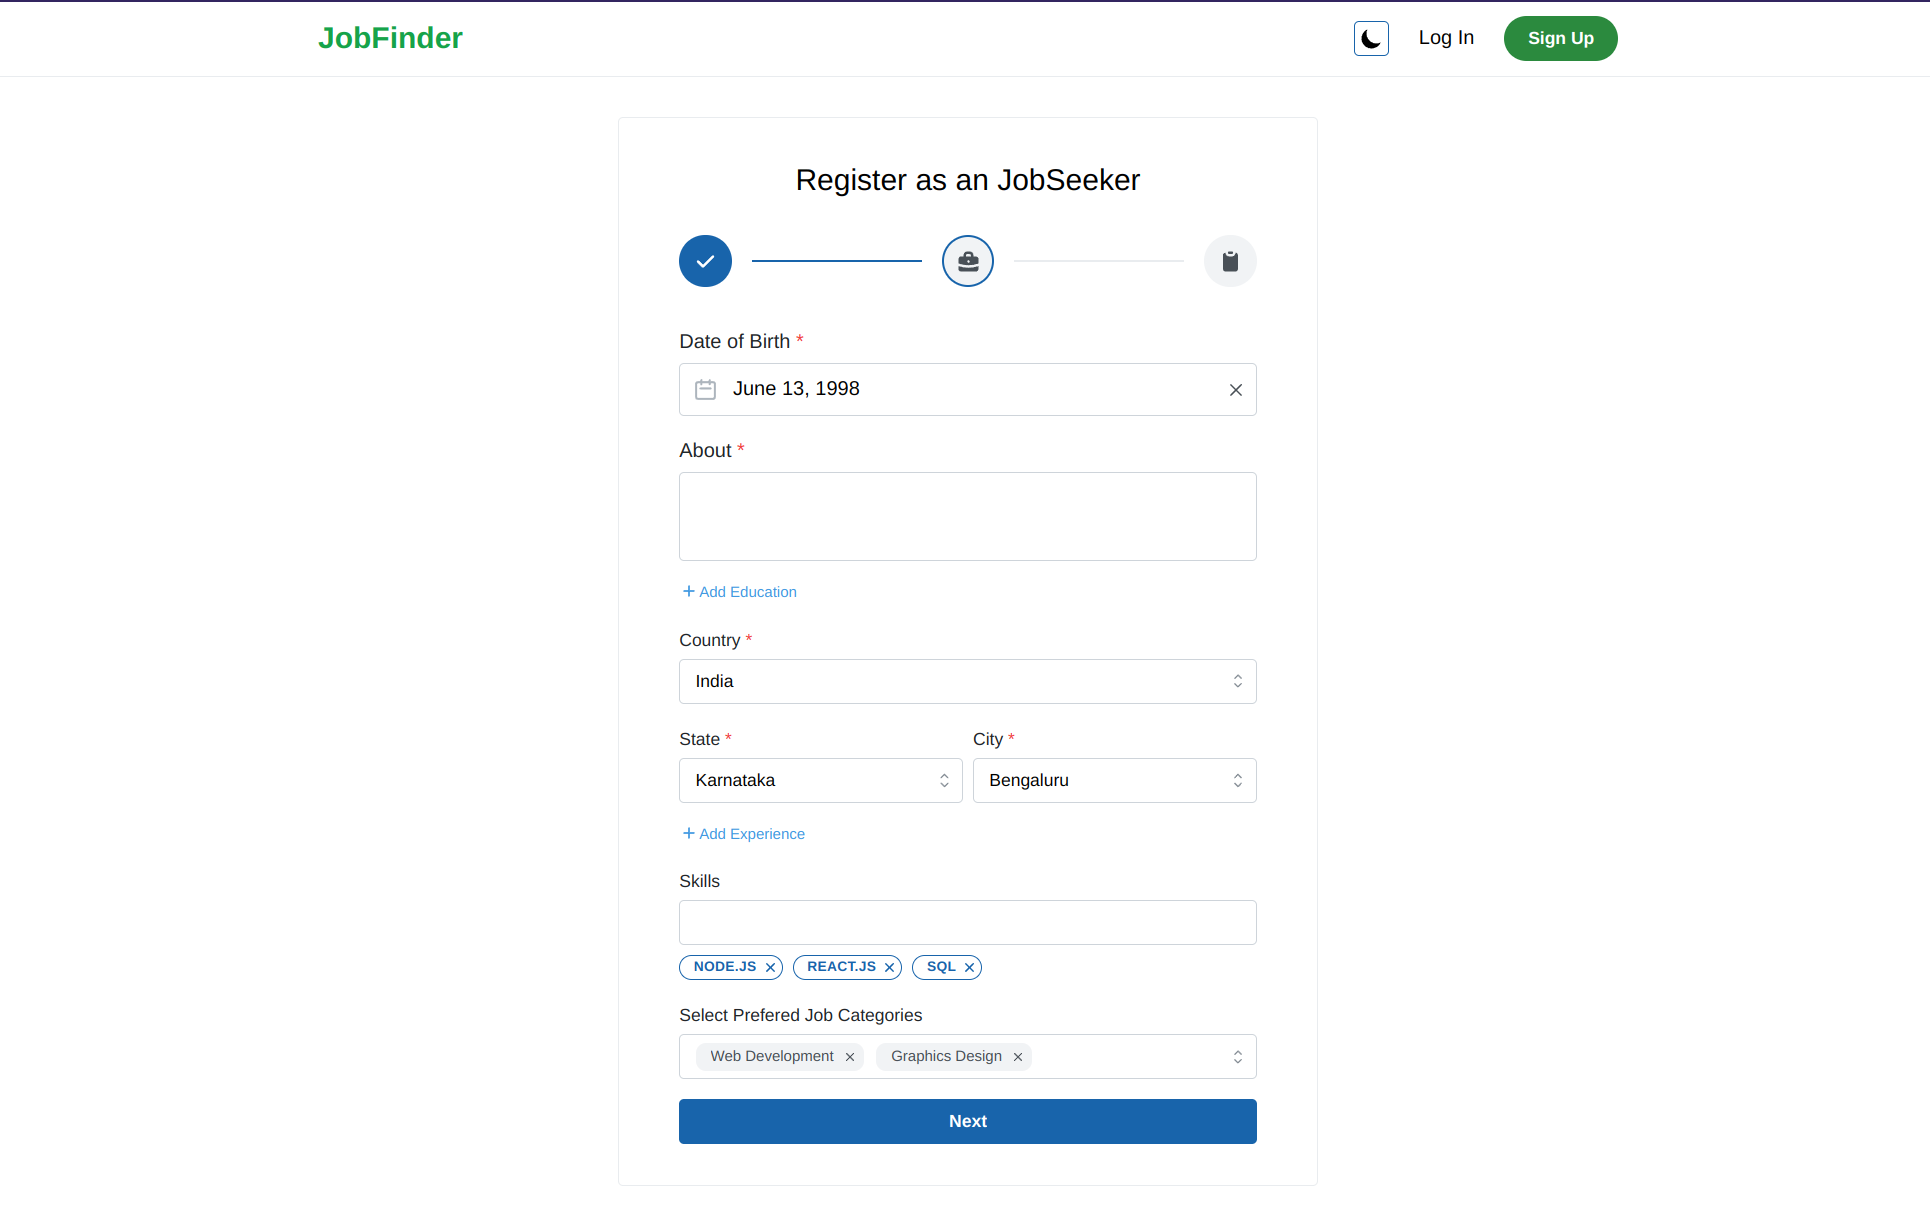 JobFinder
Log In
Sign Up
Register as an JobSeeker
Date of Birth *
June 13, 1998
About *
+ Add Education
Country *
India
State *
City *
Karnataka
Bengaluru
+ Add Experience
Skills
NODE.JS
REACT.JS
SQL
Select Prefered Job Categories
Web Development
Graphics Design
Next